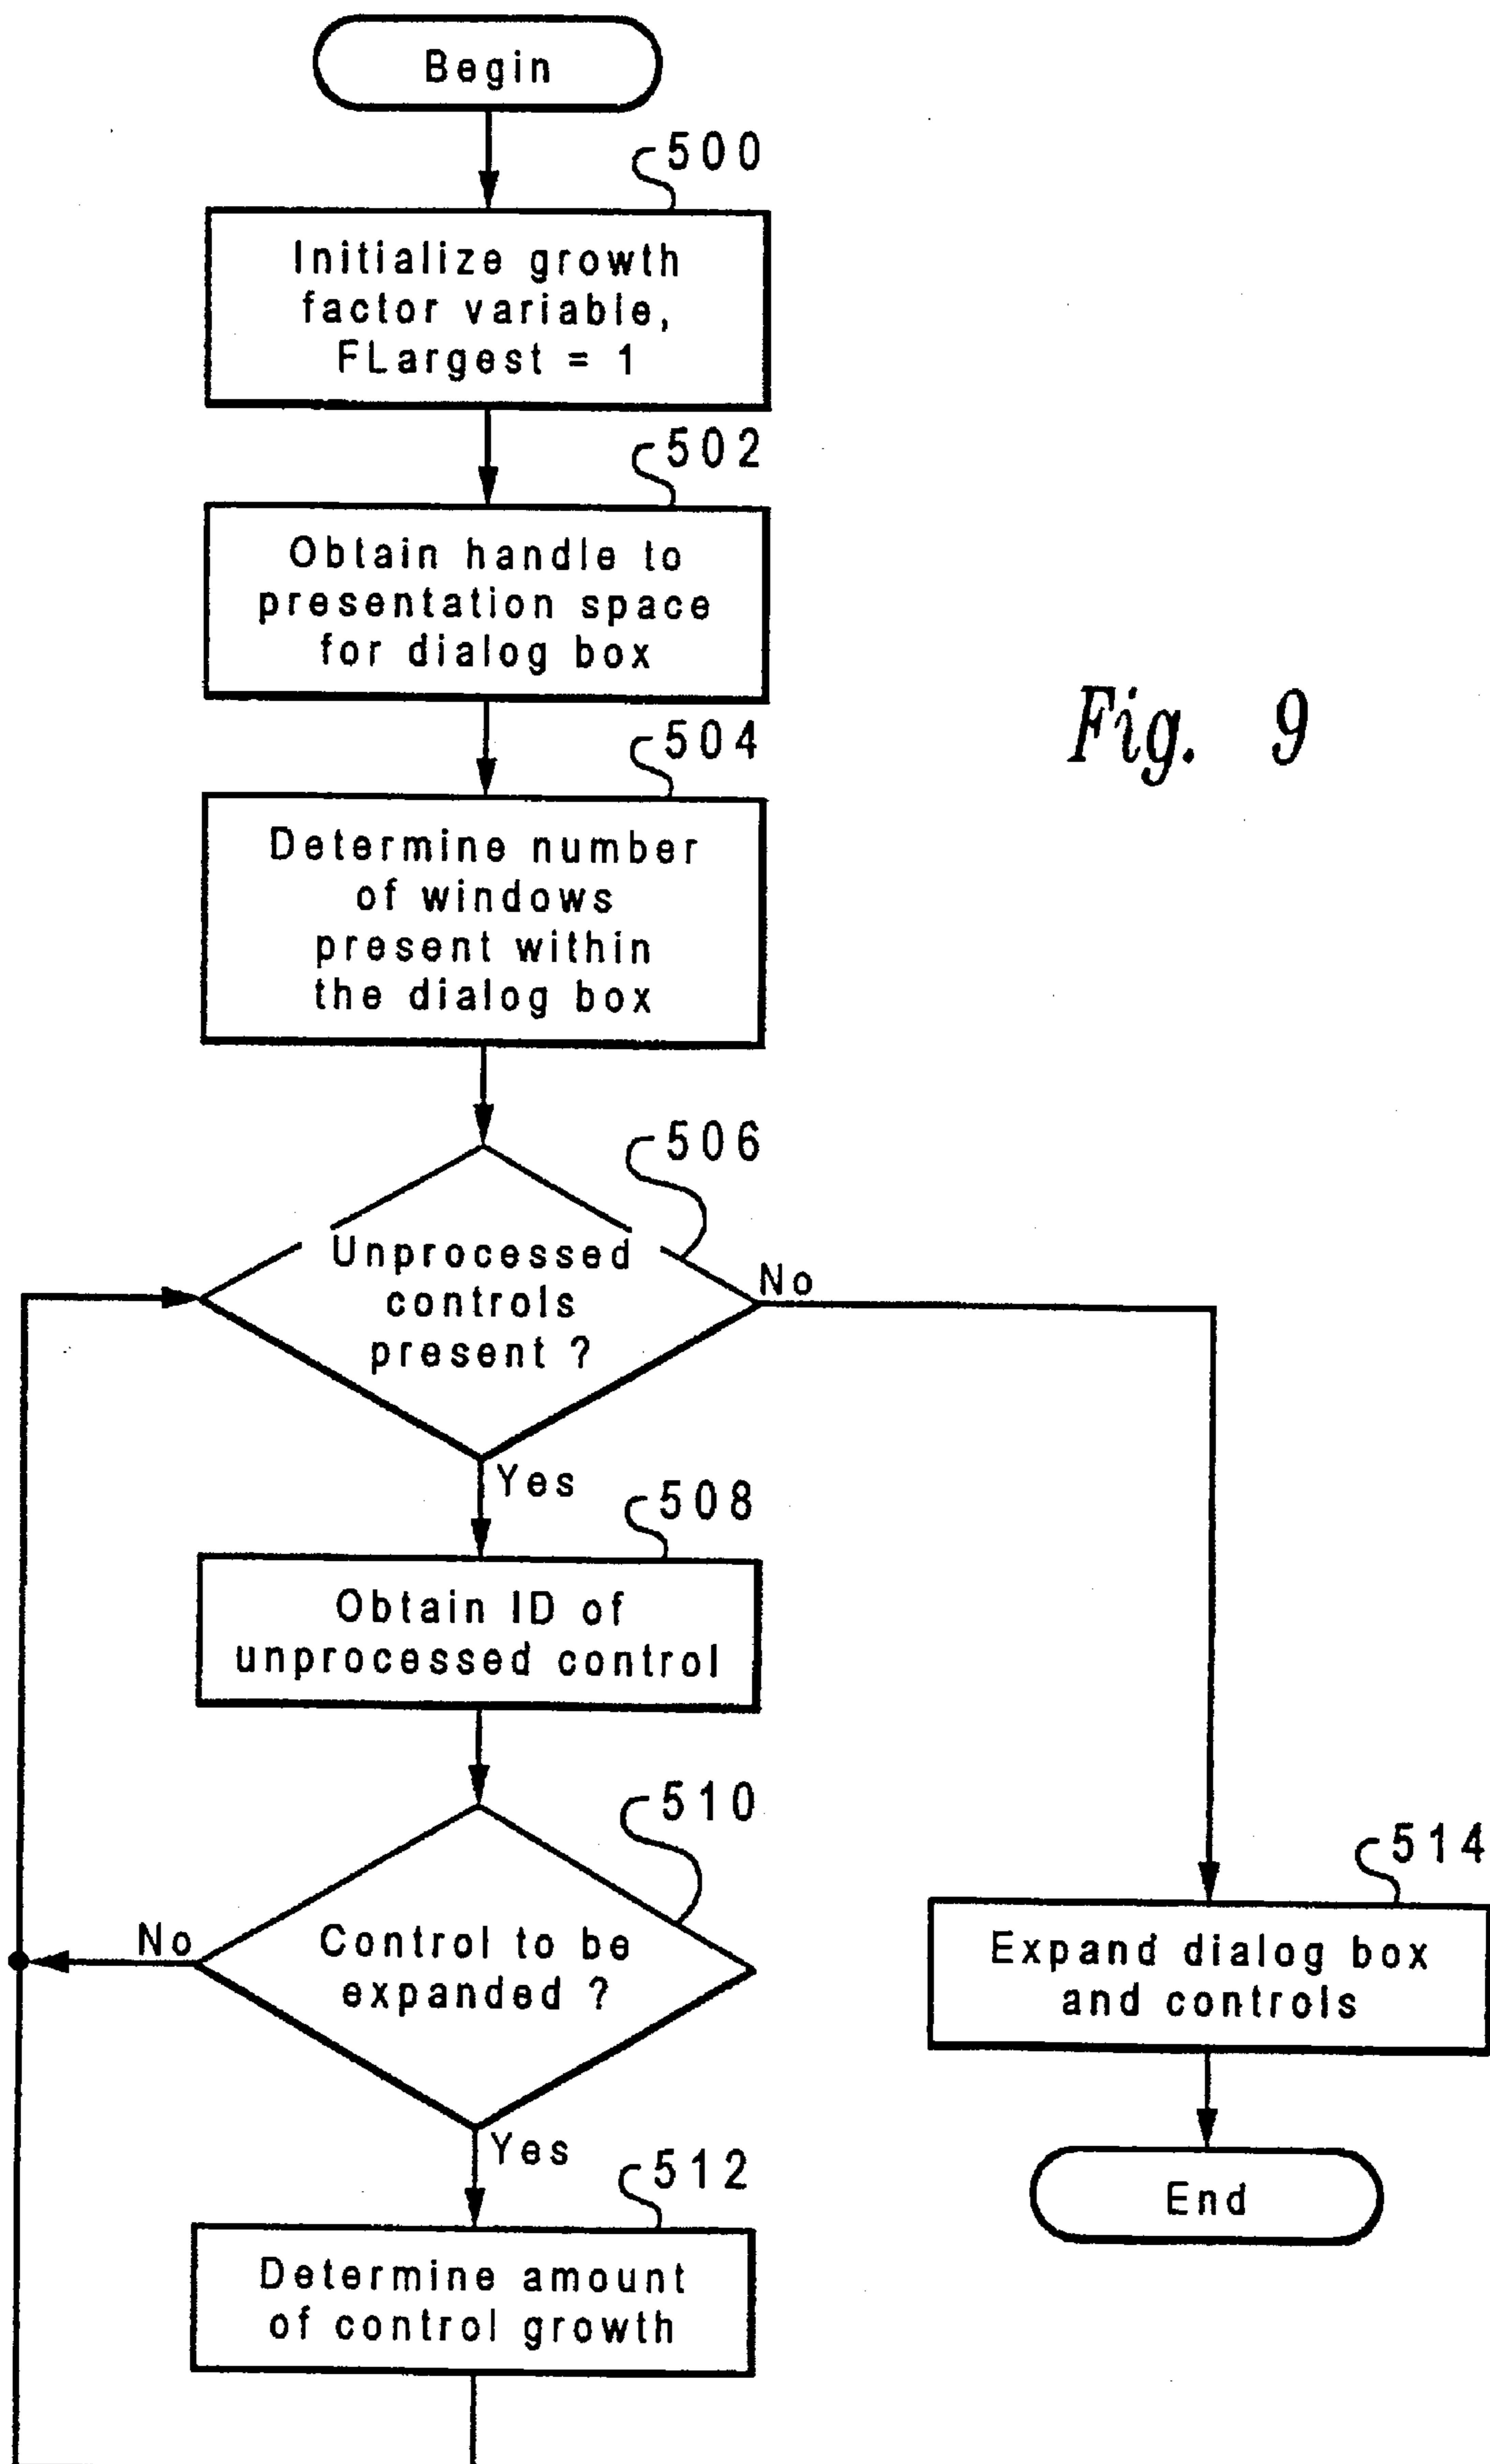 Begin
500
Initialize growth
factor variable,
FLargest = 1
502
Obtain handle to
presentation space
for dialog box
Fig. 9
504
Determine number
of windows
present within
the dialog box
506
Unprocessed
controls
present ?
No
Yes
508
Obtain ID of
unprocessed control
510
Control to be
expanded ?
No
Yes
514
Expand dialog box
and controls
512
Determine amount
of control growth
End